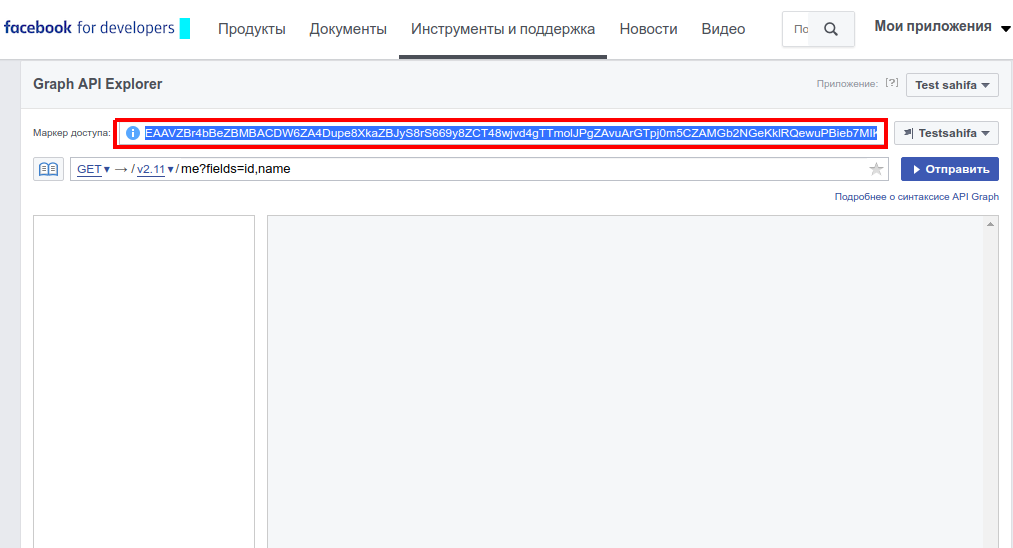 facebook for developers Продукты Документы Инструменты и поддержка Новости Видео По Мои приложения
Graph API Explorer Приложение: [?] Test sahifa
Маркер доступа: EAAVZBr4bBeZBMBACDW6ZA4Dupe8XkaZBJyS8rS669y8ZCT48wjvd4gTTmolJPgZAvuArGTpj0m5CZAMGb2NGeKklRQewuPBieb7MIK Testsahifa
GET → / v2.11 / me?fields=id,name Отправить
Подробнее о синтаксисе API Graph